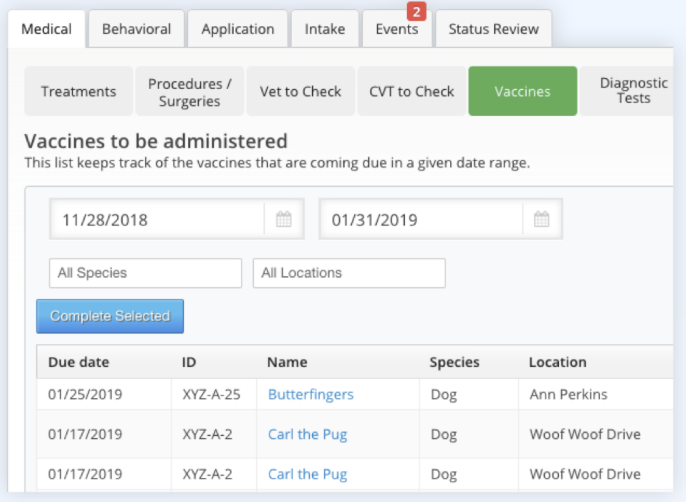 2
Medical Behavioral Application Intake Events Status Review
Treatments Procedures / Surgeries Vet to Check CVT to Check Vaccines Diagnostic Tests
Vaccines to be administered
This list keeps track of the vaccines that are coming due in a given date range.
11/28/2018 01/31/2019
All Species All Locations
Complete Selected
Due date ID Name Species Location
01/25/2019 XYZ-A-25 Butterfingers Dog Ann Perkins
01/17/2019 XYZ-A-2 Carl the Pug Dog Woof Woof Drive
01/17/2019 XYZ-A-2 Carl the Pug Dog Woof Woof Drive